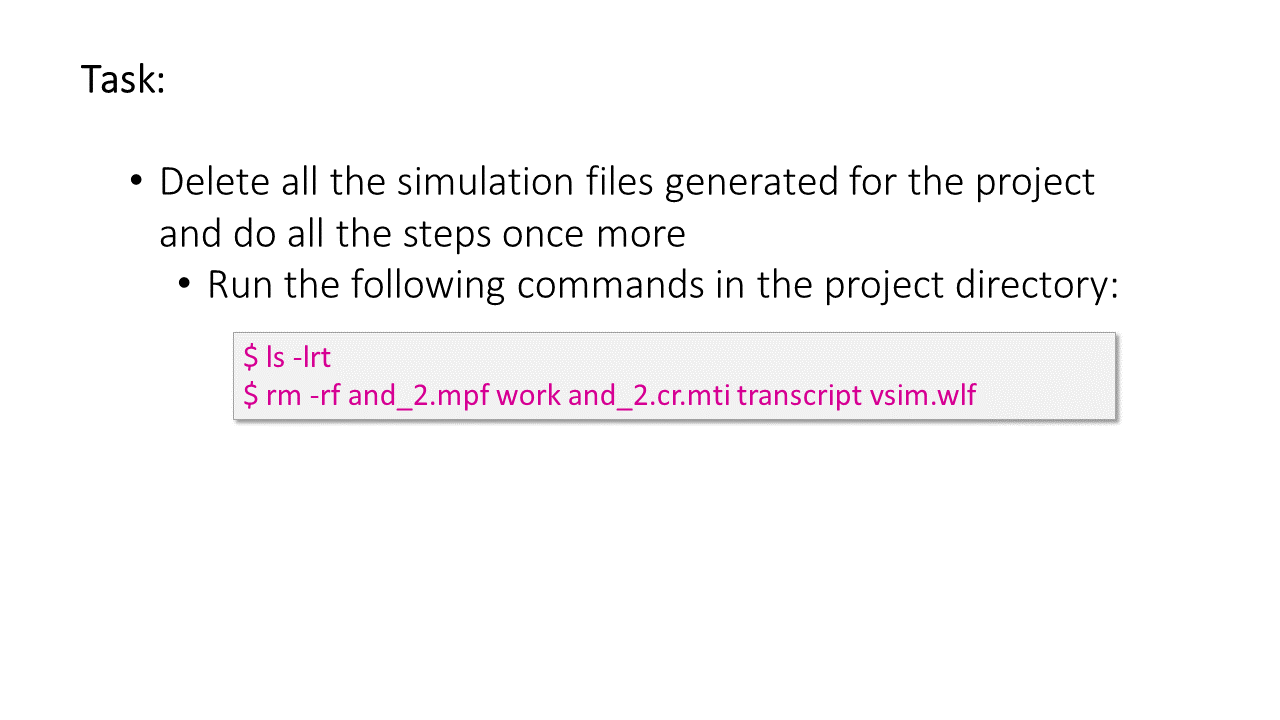 Task:
• Delete all the simulation files generated for the project
and do all the steps once more
• Run the following commands in the project directory:
$ ls -lrt
$ rm -rf and_2.mpf work and_2.cr.mti transcript vsim.wlf